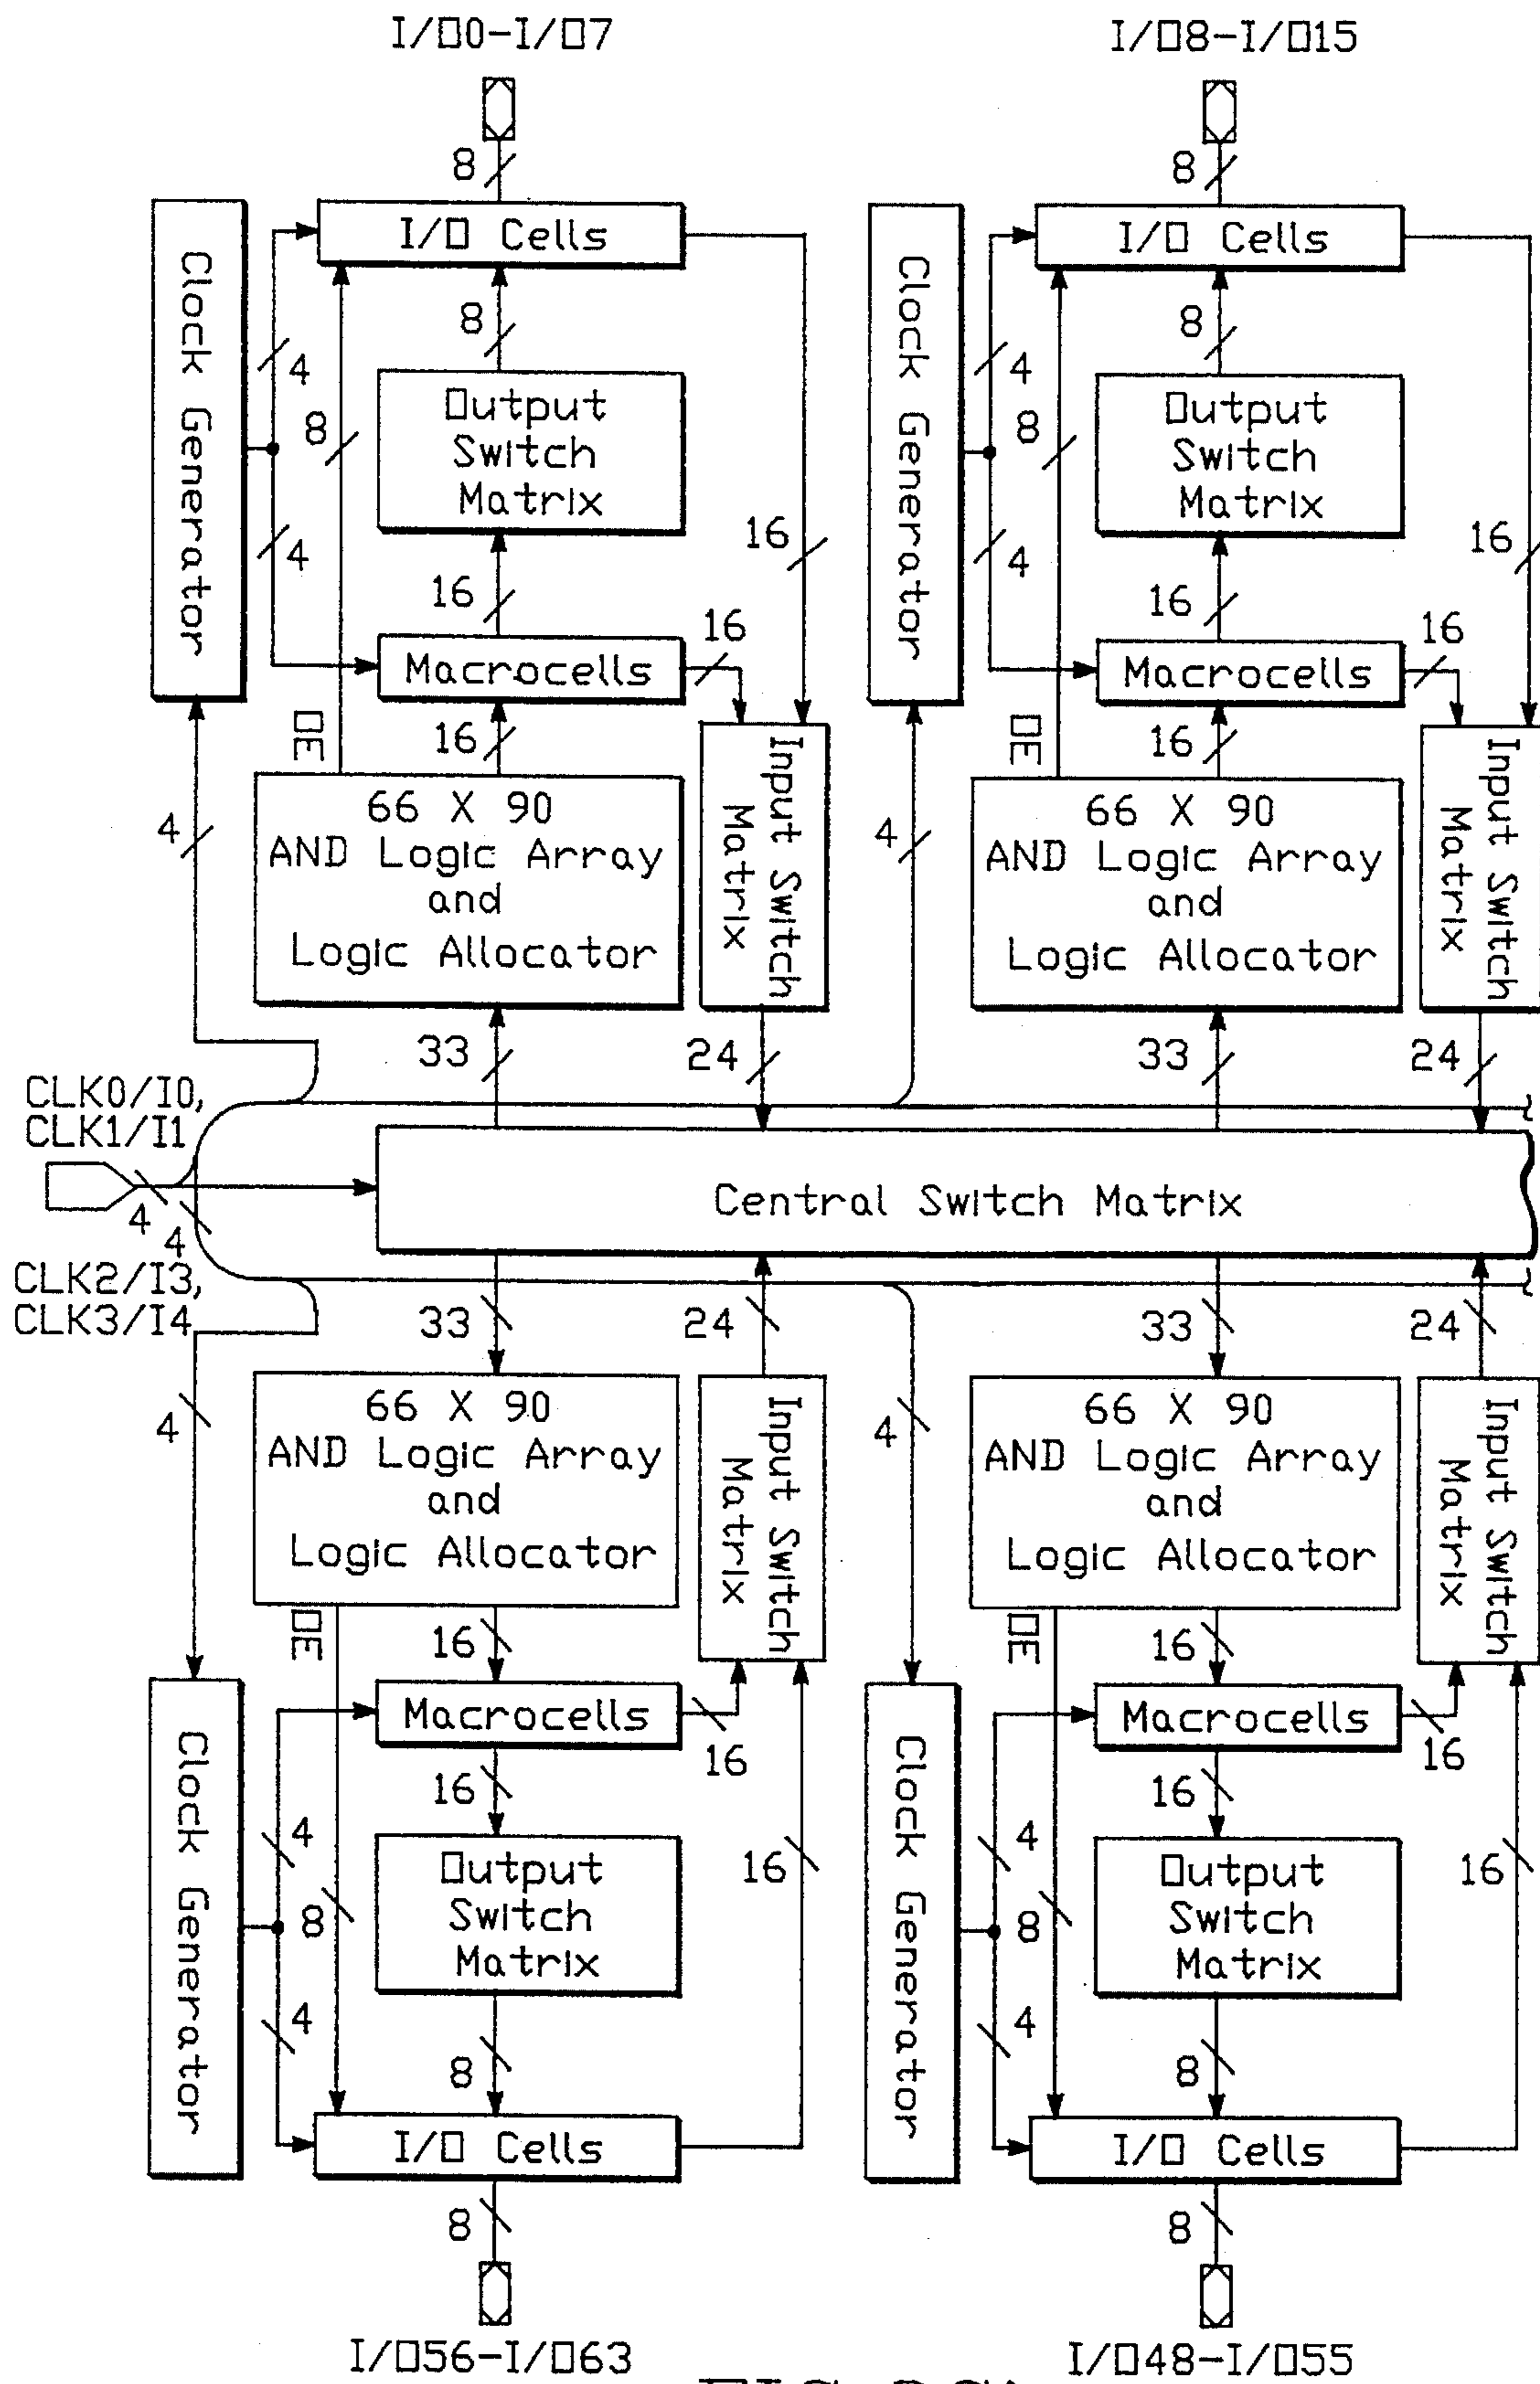 I/O0-I/O7
I/O8-I/O15
8
8
I/O Cells
I/O Cells
Clock Generator
Clock Generator
8
8
4
4
8
8
Output
Switch
Matrix
Output
Switch
Matrix
4
4
16
16
16
16
16
16
Macrocells
Macrocells
OE
OE
16
16
Input Switch
Matrix
Input Switch
Matrix
4
4
66 X 90
AND Logic Array
and
Logic Allocator
66 X 90
AND Logic Array
and
Logic Allocator
33
24
33
24
CLK0/I0,
CLK1/I1
4
4
Central Switch Matrix
CLK2/I3,
CLK3/I4
33
24
33
24
4
4
66 X 90
AND Logic Array
and
Logic Allocator
66 X 90
AND Logic Array
and
Logic Allocator
Input Switch
Matrix
Input Switch
Matrix
OE
OE
16
16
Macrocells
Macrocells
16
16
16
16
Clock Generator
Clock Generator
4
4
8
8
Output
Switch
Matrix
Output
Switch
Matrix
16
16
4
4
8
8
I/O Cells
I/O Cells
8
8
I/O56-I/O63
I/O48-I/O55